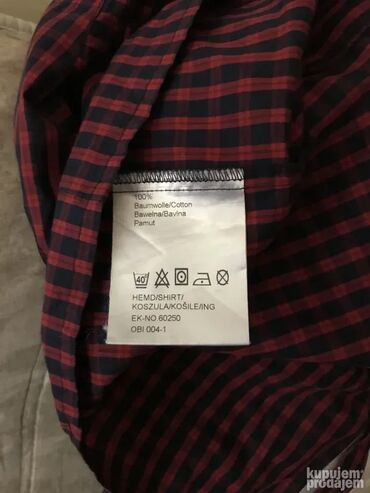 100%
Baumwolle/Cotton
Bawełna/Bavlna
Pamut
40
HEMD/SHIRT/
KOSZULA/KOŠILE/ING
EK-NO.60250
OBI 004-1
kupujem
prodajem